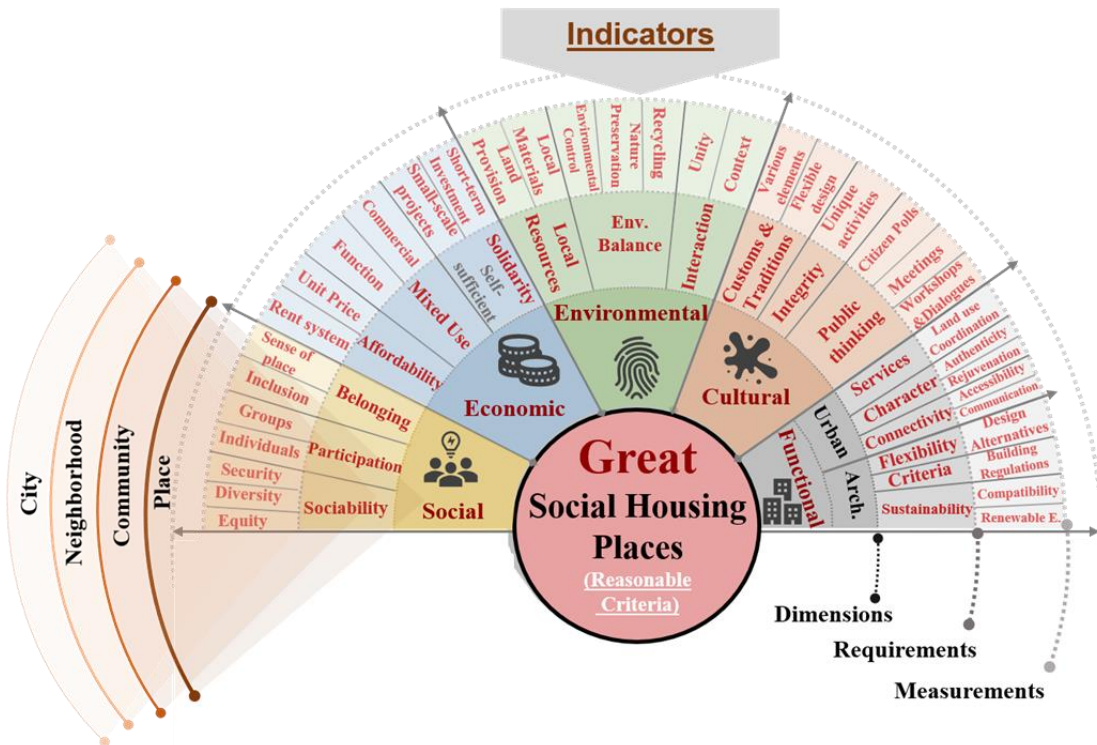 Indicators
City
Neighborhood
Community
Place
Great
Social Housing
Places
(Reasonable
Criteria)
Social
Economic
Environmental
Cultural
Functional
Urban
Arch.
Sociability
Participation
Belonging
Affordability
Mixed Use
Self-
sufficient
Solidarity
Local
Resources
Env.
Balance
Interaction
Customs &
Traditions
Integrity
Public
thinking
Services
Character
Connectivity
Flexibility
Criteria
Sustainability
Equity
Diversity
Security
Individuals
Groups
Inclusion
Sense of
place
Rent system
Unit Price
Function
Commercial
Small-scale
projects
Short-term
Investment
Land
Provision
Local
Materials
Environmental
Control
Nature
Preservation
Recycling
Unity
Context
Various
elements
Flexible
design
Unique
activities
Citizen Polls
Meetings
Workshops
&Dialogues
Land use
Coordination
Authenticity
Rejuvenation
Accessibility
Communication
Design
Alternatives
Building
Regulations
Compatibility
Renewable E.
Dimensions
Requirements
Measurements